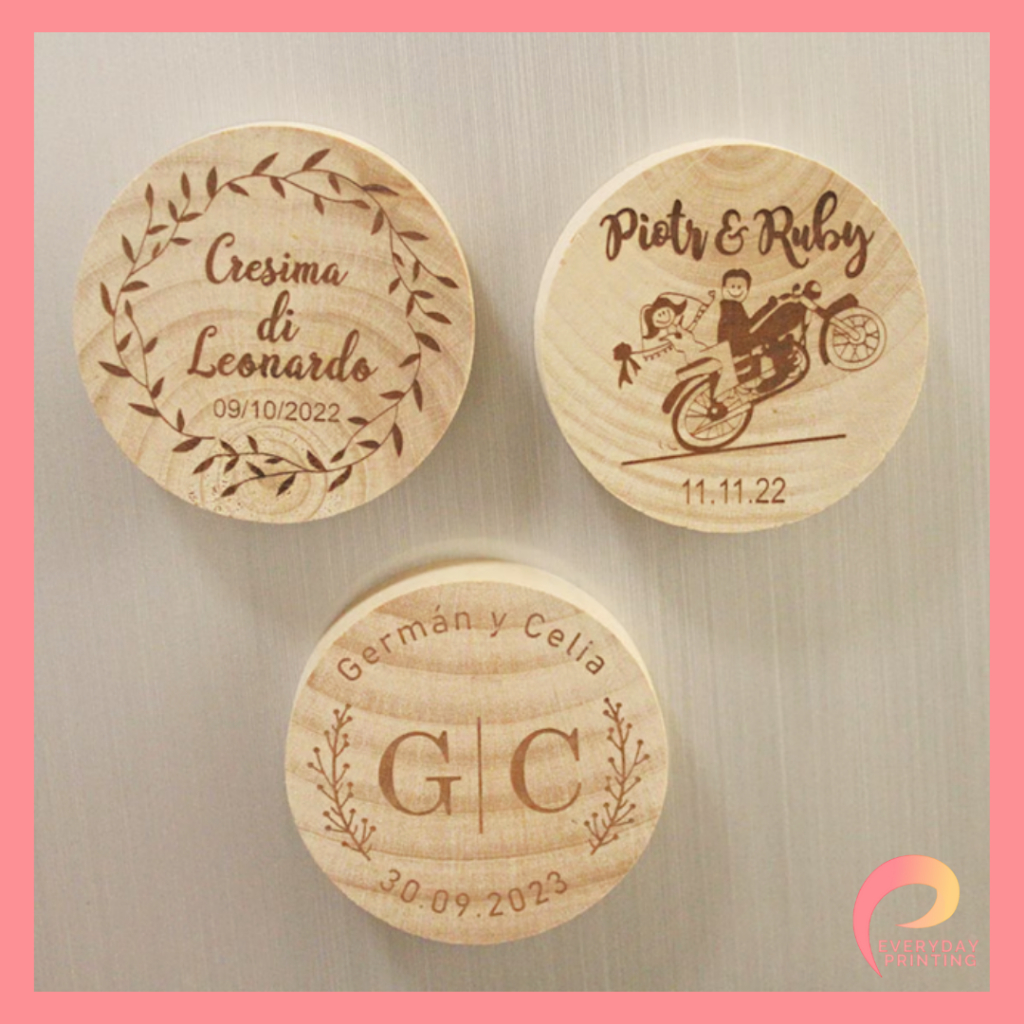 Cresima
di
Leonardo
09/10/2022
Piotr & Ruby
11.11.22
Germán y Celia
G|C
30.09.2023
EVERYDAY
PRINTING